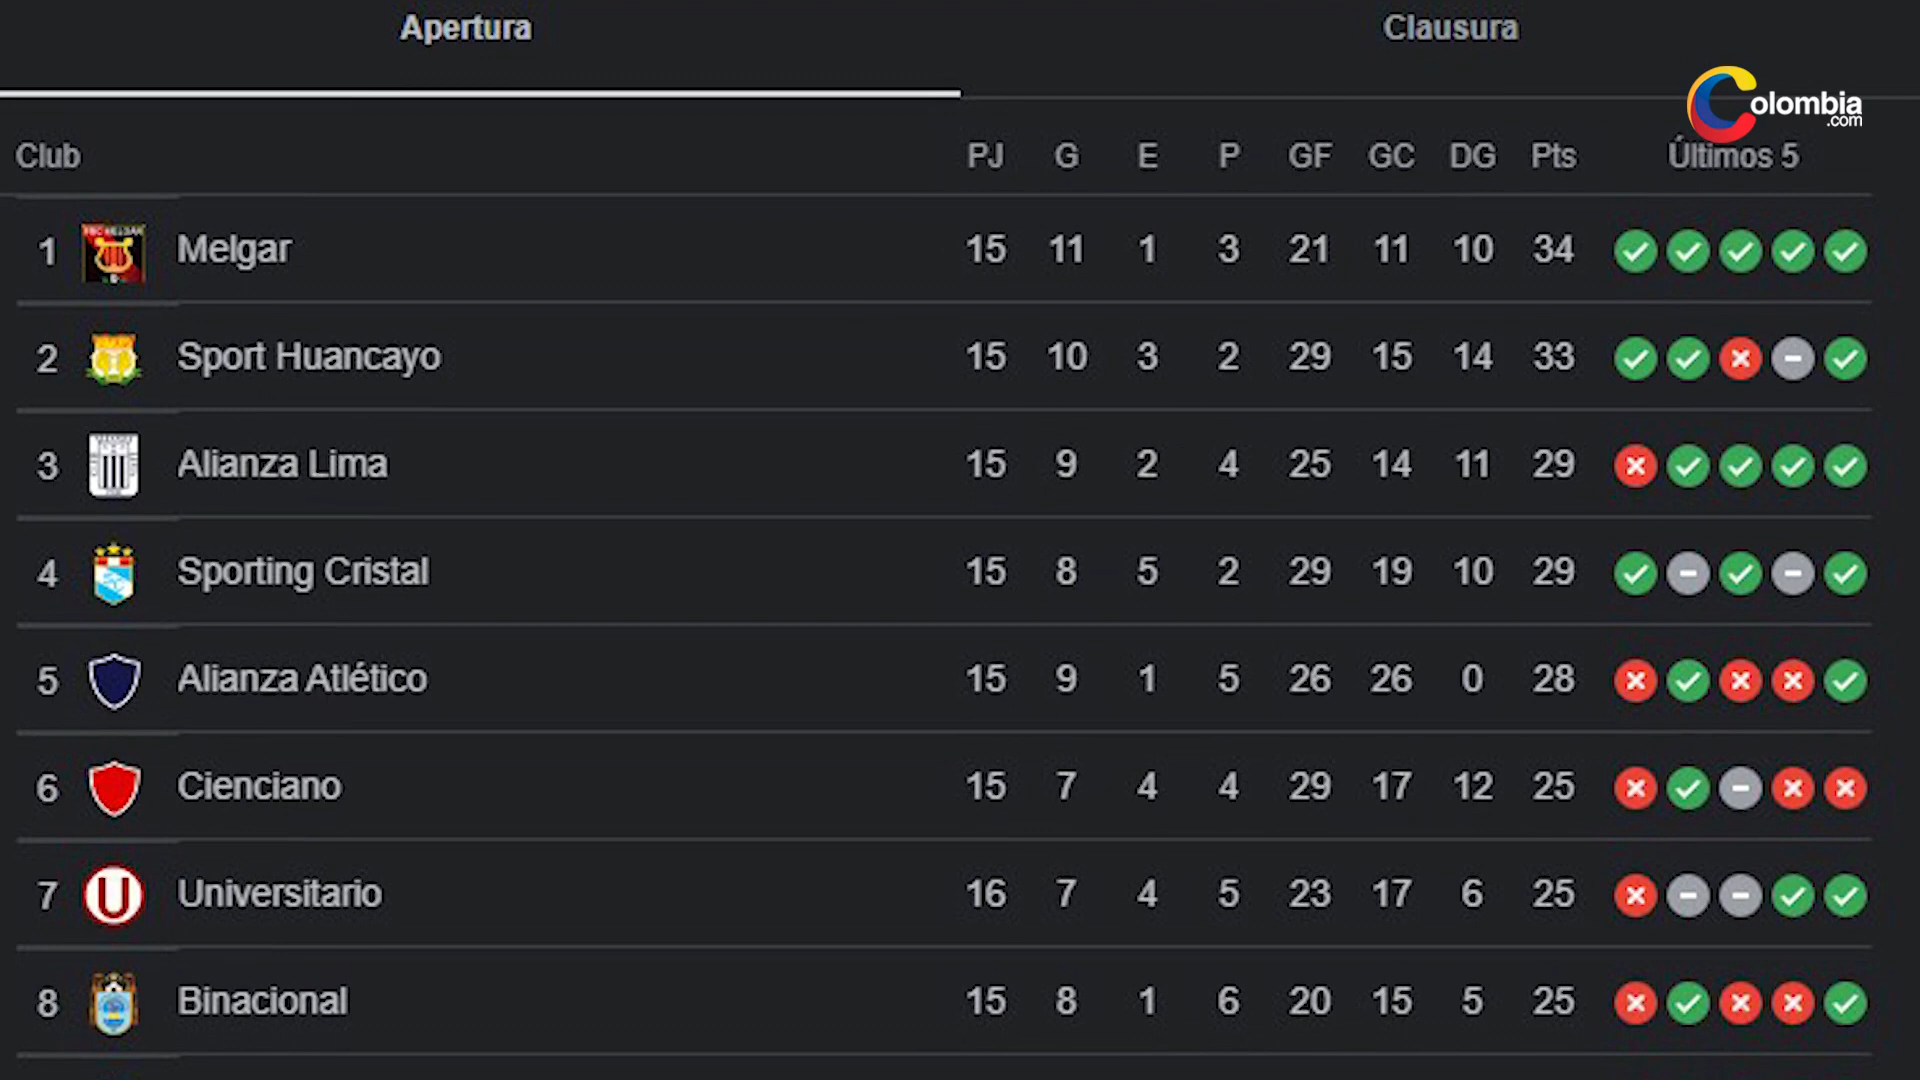 Apertura Clausura
Colombia
.com
Club PJ G E P GF GC DG Pts Últimos 5
1 Melgar 15 11 1 3 21 11 10 34
2 Sport Huancayo 15 10 3 2 29 15 14 33
3 Alianza Lima 15 9 2 4 25 14 11 29
4 Sporting Cristal 15 8 5 2 29 19 10 29
5 Alianza Atlético 15 9 1 5 26 26 0 28
6 Cienciano 15 7 4 4 29 17 12 25
7 U Universitario 16 7 4 5 23 17 6 25
8 Binacional 15 8 1 6 20 15 5 25